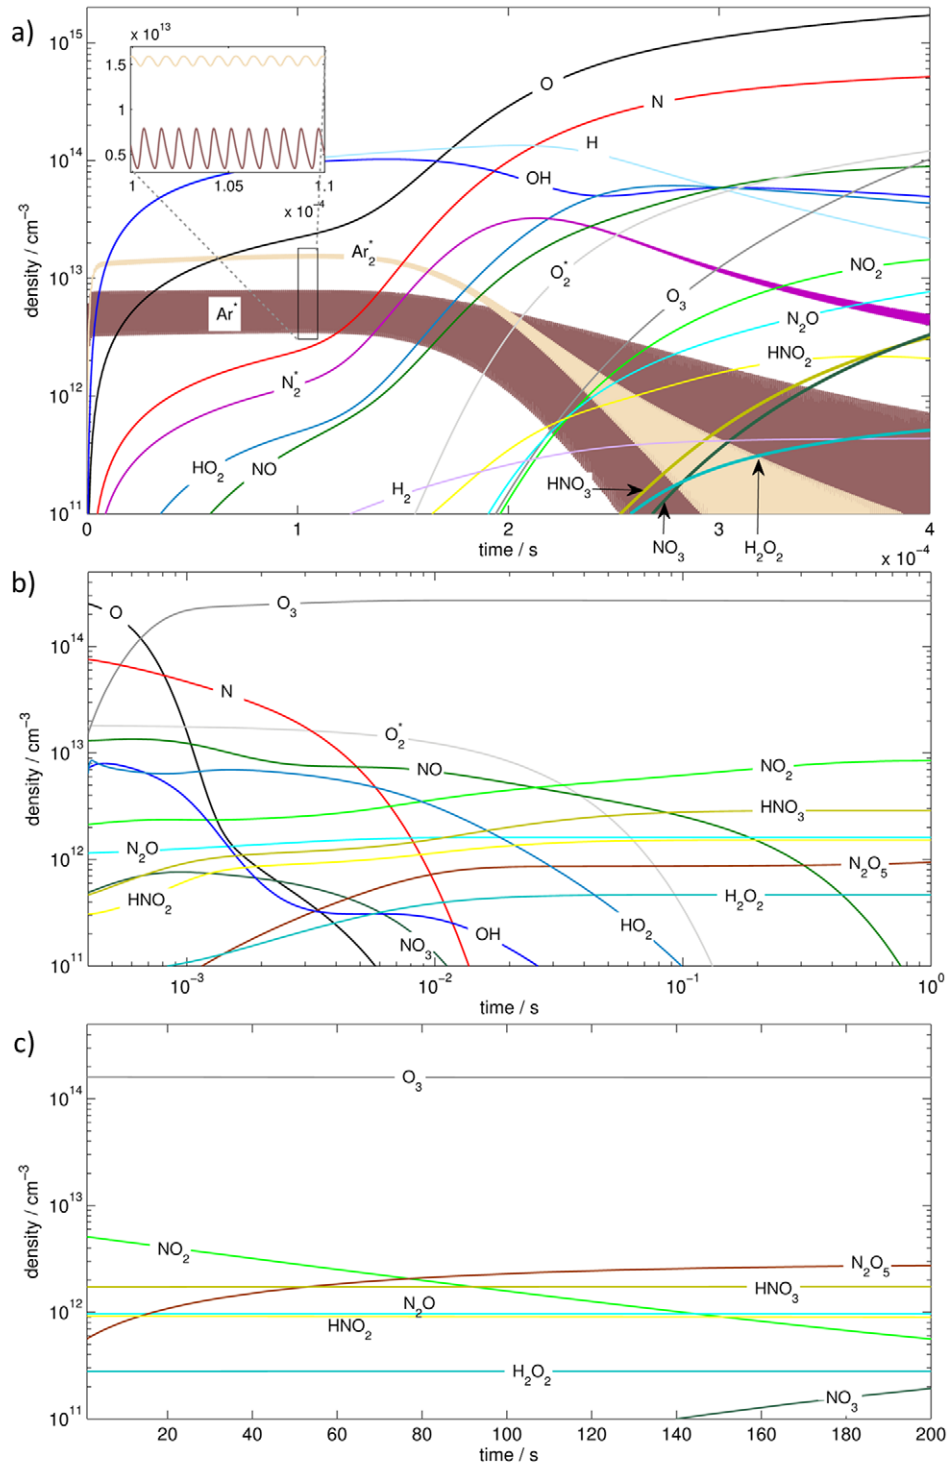 a)
x 10^13
10^15
1.5
1
0.5
1
1.05
1.1
x 10^-4
O
N
H
OH
10^14
density / cm^-3
10^13
Ar2*
Ar*
O2*
O3
NO2
N2O
HNO2
N2*
10^12
HO2
NO
H2
HNO3
10^11
0
1
2
3
4
NO3
H2O2
time / s
x 10^-4
b)
O
O3
10^14
N
O2*
density / cm^-3
10^13
NO
NO2
HNO3
N2O
10^12
N2O5
HNO2
H2O2
HO2
OH
NO3
10^11
10^-3
10^-2
10^-1
10^0
time / s
c)
O3
10^14
density / cm^-3
10^13
NO2
N2O5
HNO3
N2O
10^12
HNO2
H2O2
NO3
10^11
20
40
60
80
100
120
140
160
180
200
time / s